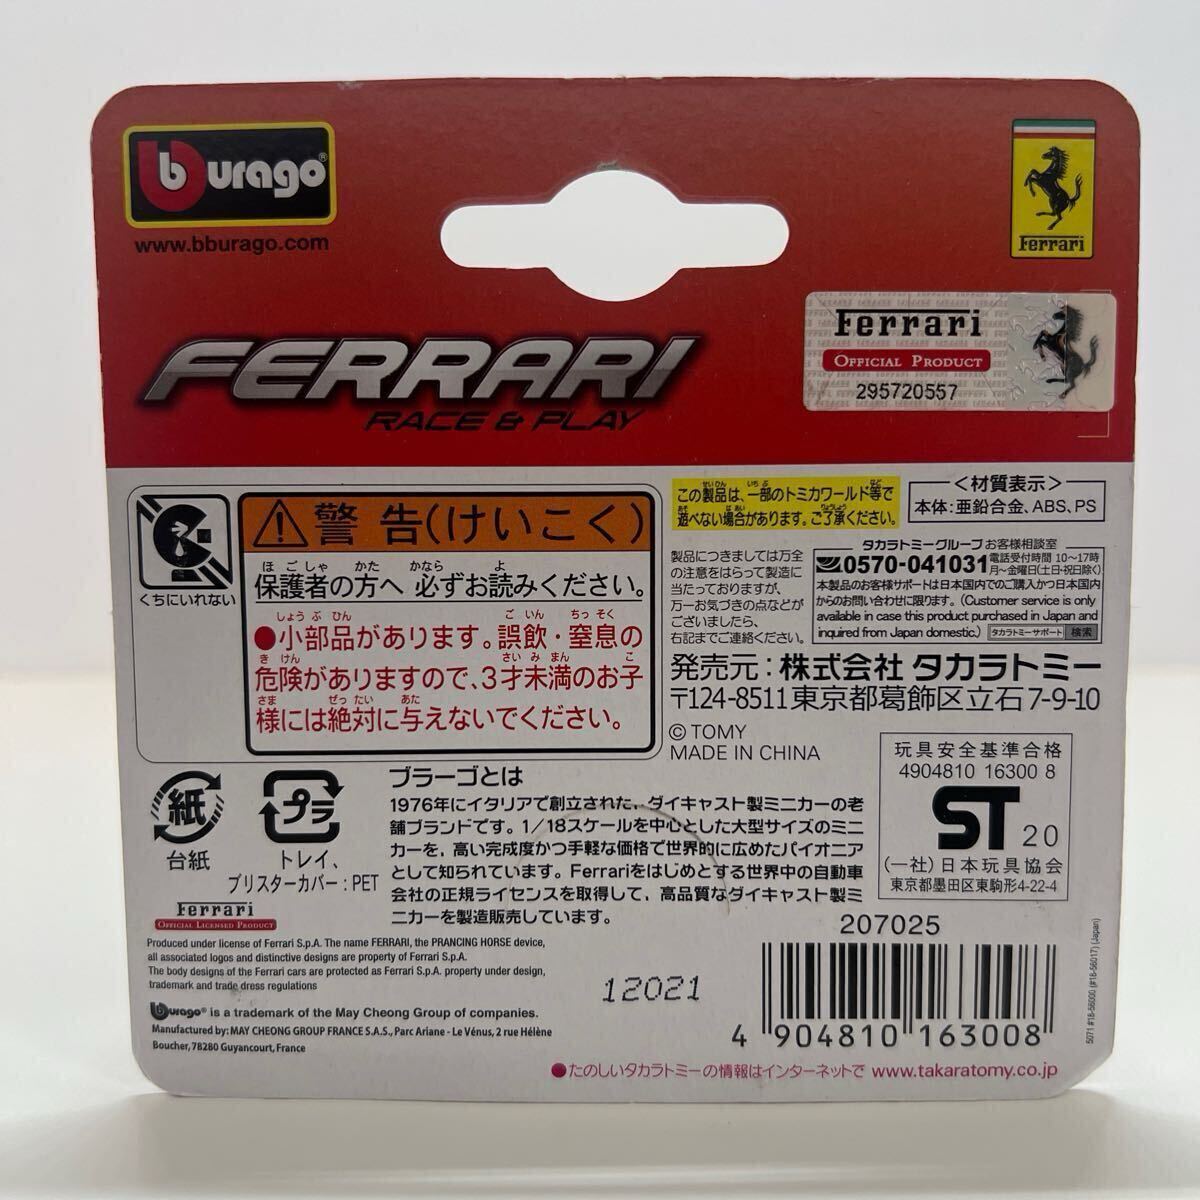 bburago®
www.bburago.com
Ferrari
Ferrari
OFFICIAL PRODUCT
295720557
FERRARI
RACE & PLAY
くちにいれない
警告(けいこく)
保護者の方へ 必ずお読みください。
●小部品があります。誤飲・窒息の
危険がありますので、3才未満のお子
様には絶対に与えないでください。
この製品は、一部のトミカワールド等で
遊べない場合があります。ご了承ください。
<材質表示>
本体:亜鉛合金、ABS、PS
製品につきましては万全
の注意をはらって製造に
当たっておりますが、
万一お気づきの点などが
ございましたら、
右記までご連絡ください。
タカラトミーグループ お客様相談室
0570-041031 電話受付時間 10〜17時
月〜金曜日(土・日・祝日除く)
本製品のお客様サポートは日本国内でのご購入かつ日本国内
からのお問い合わせに限ります。(Customer service is only
available in case this product purchased in Japan and
inquired from Japan domestic.) タカラトミーサポート 検索
発売元:株式会社 タカラトミー
〒124-8511 東京都葛飾区立石7-9-10
© TOMY
MADE IN CHINA
玩具安全基準合格
4904810 16300 8
ST 20
(一社)日本玩具協会
東京都墨田区東駒形4-22-4
紙
台紙
プラ
トレイ、
ブリスターカバー:PET
ブラーゴとは
1976年にイタリアで創立された、ダイキャスト製ミニカーの老
舗ブランドです。1/18スケールを中心とした大型サイズのミニ
カーを、高い完成度かつ手軽な価格で世界的に広めたパイオニア
として知られています。Ferrariをはじめとする世界中の自動車
会社の正規ライセンスを取得して、高品質なダイキャスト製ミ
ニカーを製造販売しています。
Ferrari
OFFICIAL LICENSED PRODUCT
Produced under license of Ferrari S.p.A. The name FERRARI, the PRANCING HORSE device,
all associated logos and distinctive designs are property of Ferrari S.p.A.
The body designs of the Ferrari cars are protected as Ferrari S.p.A. property under design,
trademark and trade dress regulations
bburago® is a trademark of the May Cheong Group of companies.
Manufactured by: MAY CHEONG GROUP FRANCE S.A.S., Parc Ariane - Le Vénus, 2 rue Hélène
Boucher, 78280 Guyancourt, France
12021
207025
4 904810 163008
5071 #18-56000 (#18-56017) (Japan)
●たのしいタカラトミーの情報はインターネットで www.takaratomy.co.jp